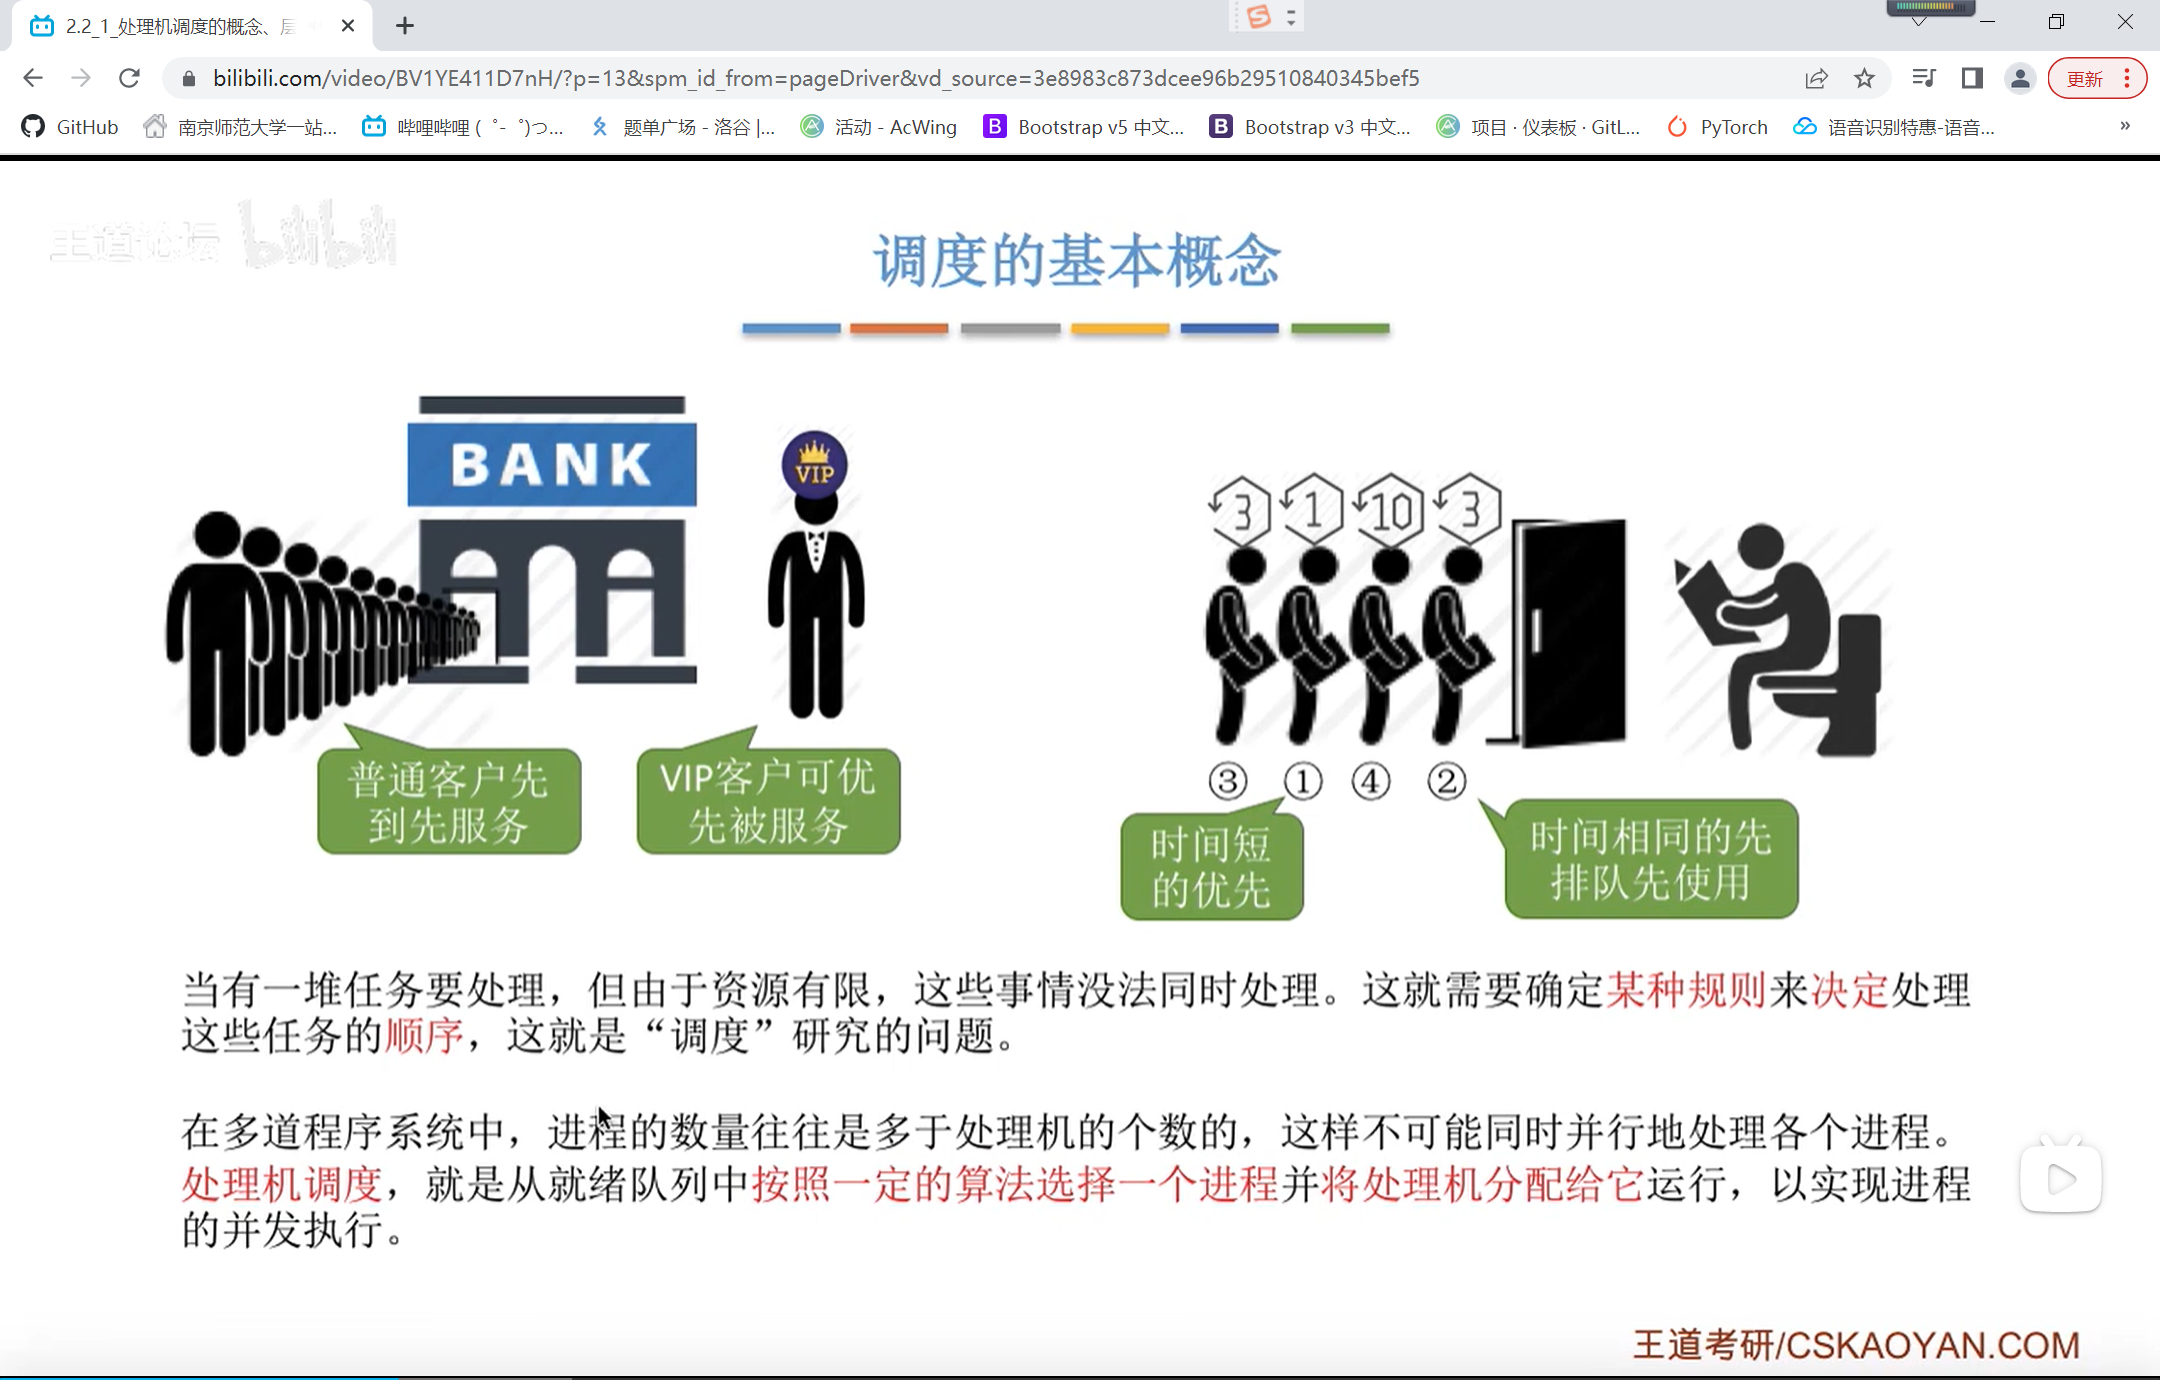 2.2_1_处理机调度的概念、层
bilibili.com/video/BV1YE411D7nH/?p=13&spm_id_from=pageDriver&vd_source=3e8983c873dcee96b29510840345bef5
更新
GitHub 南京师范大学一站... 哔哩哔哩 (゜-゜)つ... 题单广场 - 洛谷 |... 活动 - AcWing Bootstrap v5 中文... Bootstrap v3 中文... 项目 · 仪表板 · GitL... PyTorch 语音识别特惠-语音... »
王道论坛 bilibili
调度的基本概念
BANK
VIP
3 1 10 3
③ ① ④ ②
普通客户先
到先服务
VIP客户可优
先被服务
时间短
的优先
时间相同的先
排队先使用
当有一堆任务要处理，但由于资源有限，这些事情没法同时处理。这就需要确定某种规则来决定处理
这些任务的顺序，这就是“调度”研究的问题。
在多道程序系统中，进程的数量往往是多于处理机的个数的，这样不可能同时并行地处理各个进程。
处理机调度，就是从就绪队列中按照一定的算法选择一个进程并将处理机分配给它运行，以实现进程
的并发执行。
王道考研/CSKAOYAN.COM